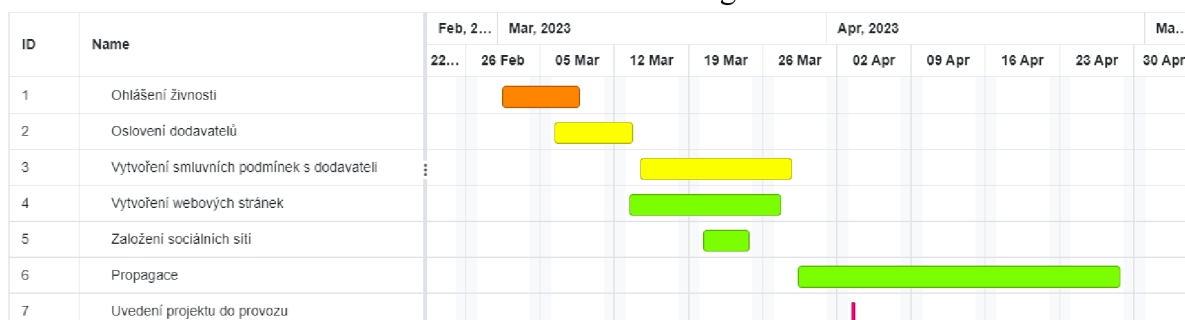 ID Name Feb, 2... Mar, 2023 Apr, 2023 Ma...
22... 26 Feb 05 Mar 12 Mar 19 Mar 26 Mar 02 Apr 09 Apr 16 Apr 23 Apr 30 Apr
1 Ohlášení živnosti
2 Oslovení dodavatelů
3 Vytvoření smluvních podmínek s dodavateli
4 Vytvoření webových stránek
5 Založení sociálních sítí
6 Propagace
7 Uvedení projektu do provozu